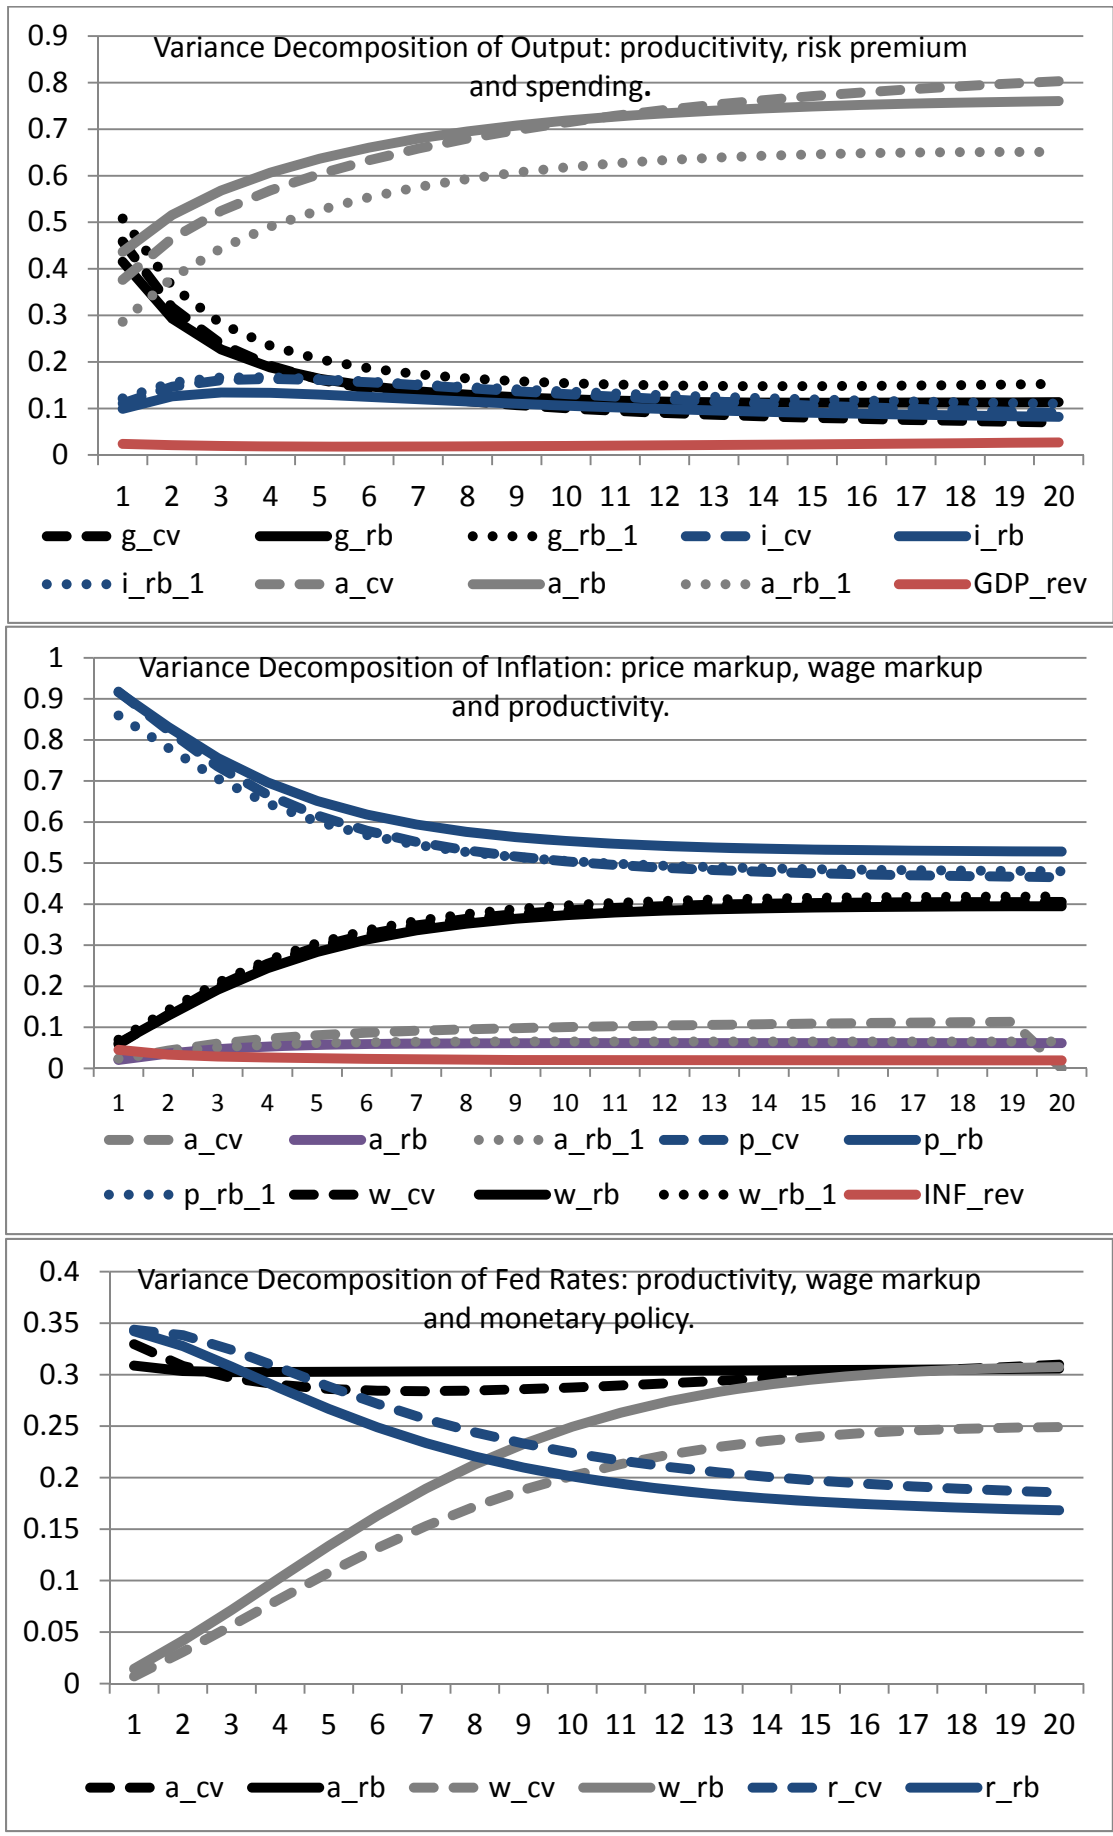 Variance Decomposition of Output: producitivity, risk premium
and spending.
0.9
0.8
0.7
0.6
0.5
0.4
0.3
0.2
0.1
0
1 2 3 4 5 6 7 8 9 10 11 12 13 14 15 16 17 18 19 20
g_cv g_rb g_rb_1 i_cv i_rb
i_rb_1 a_cv a_rb a_rb_1 GDP_rev
Variance Decomposition of Inflation: price markup, wage markup
and productivity.
1
0.9
0.8
0.7
0.6
0.5
0.4
0.3
0.2
0.1
0
1 2 3 4 5 6 7 8 9 10 11 12 13 14 15 16 17 18 19 20
a_cv a_rb a_rb_1 p_cv p_rb
p_rb_1 w_cv w_rb w_rb_1 INF_rev
Variance Decomposition of Fed Rates: productivity, wage markup
and monetary policy.
0.4
0.35
0.3
0.25
0.2
0.15
0.1
0.05
0
1 2 3 4 5 6 7 8 9 10 11 12 13 14 15 16 17 18 19 20
a_cv a_rb w_cv w_rb r_cv r_rb